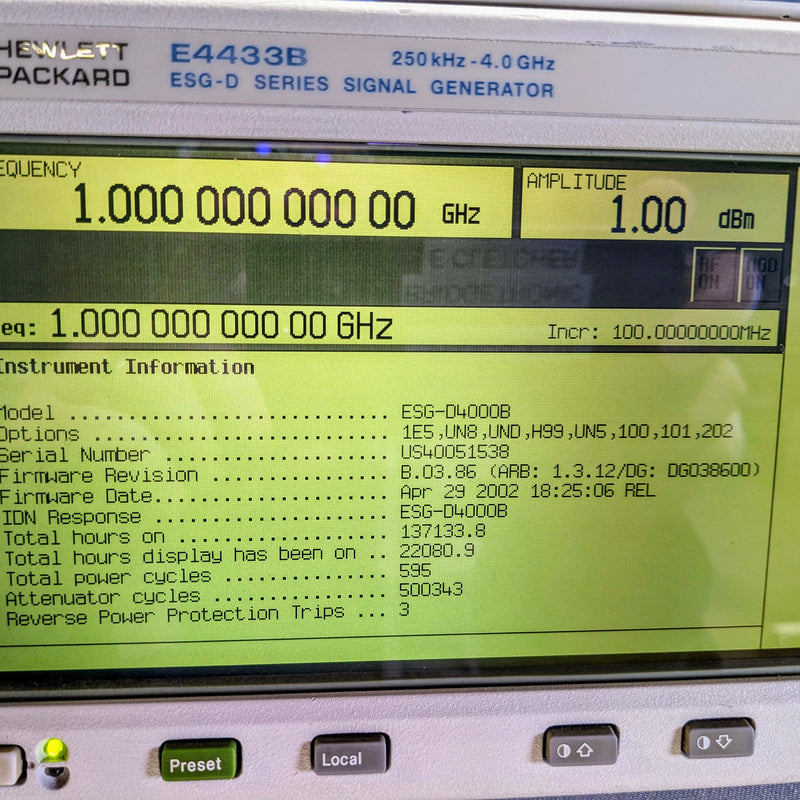 HEWLETT
PACKARD
E4433B
250kHz-4.0GHz
ESG-D SERIES SIGNAL GENERATOR
EQUENCY
1.000 000 000 00 GHz
AMPLITUDE
1.00 dBm
RF
ON
MOD
ON
eq: 1.000 000 000 00 GHz
Incr: 100.00000000MHz
Instrument Information
Model ........................... ESG-D4000B
Options ......................... 1E5,UN8,UND,H99,UN5,100,101,202
Serial Number ................... US40051538
Firmware Revision ............... B.03.86 (ARB: 1.3.12/DG: DG038600)
Firmware Date.................... Apr 29 2002 18:25:06 REL
IDN Response .................... ESG-D4000B
Total hours on .................. 137133.8
Total hours display has been on .. 22080.9
Total power cycles .............. 595
Attenuator cycles ............... 500343
Reverse Power Protection Trips ... 3
Preset
Local